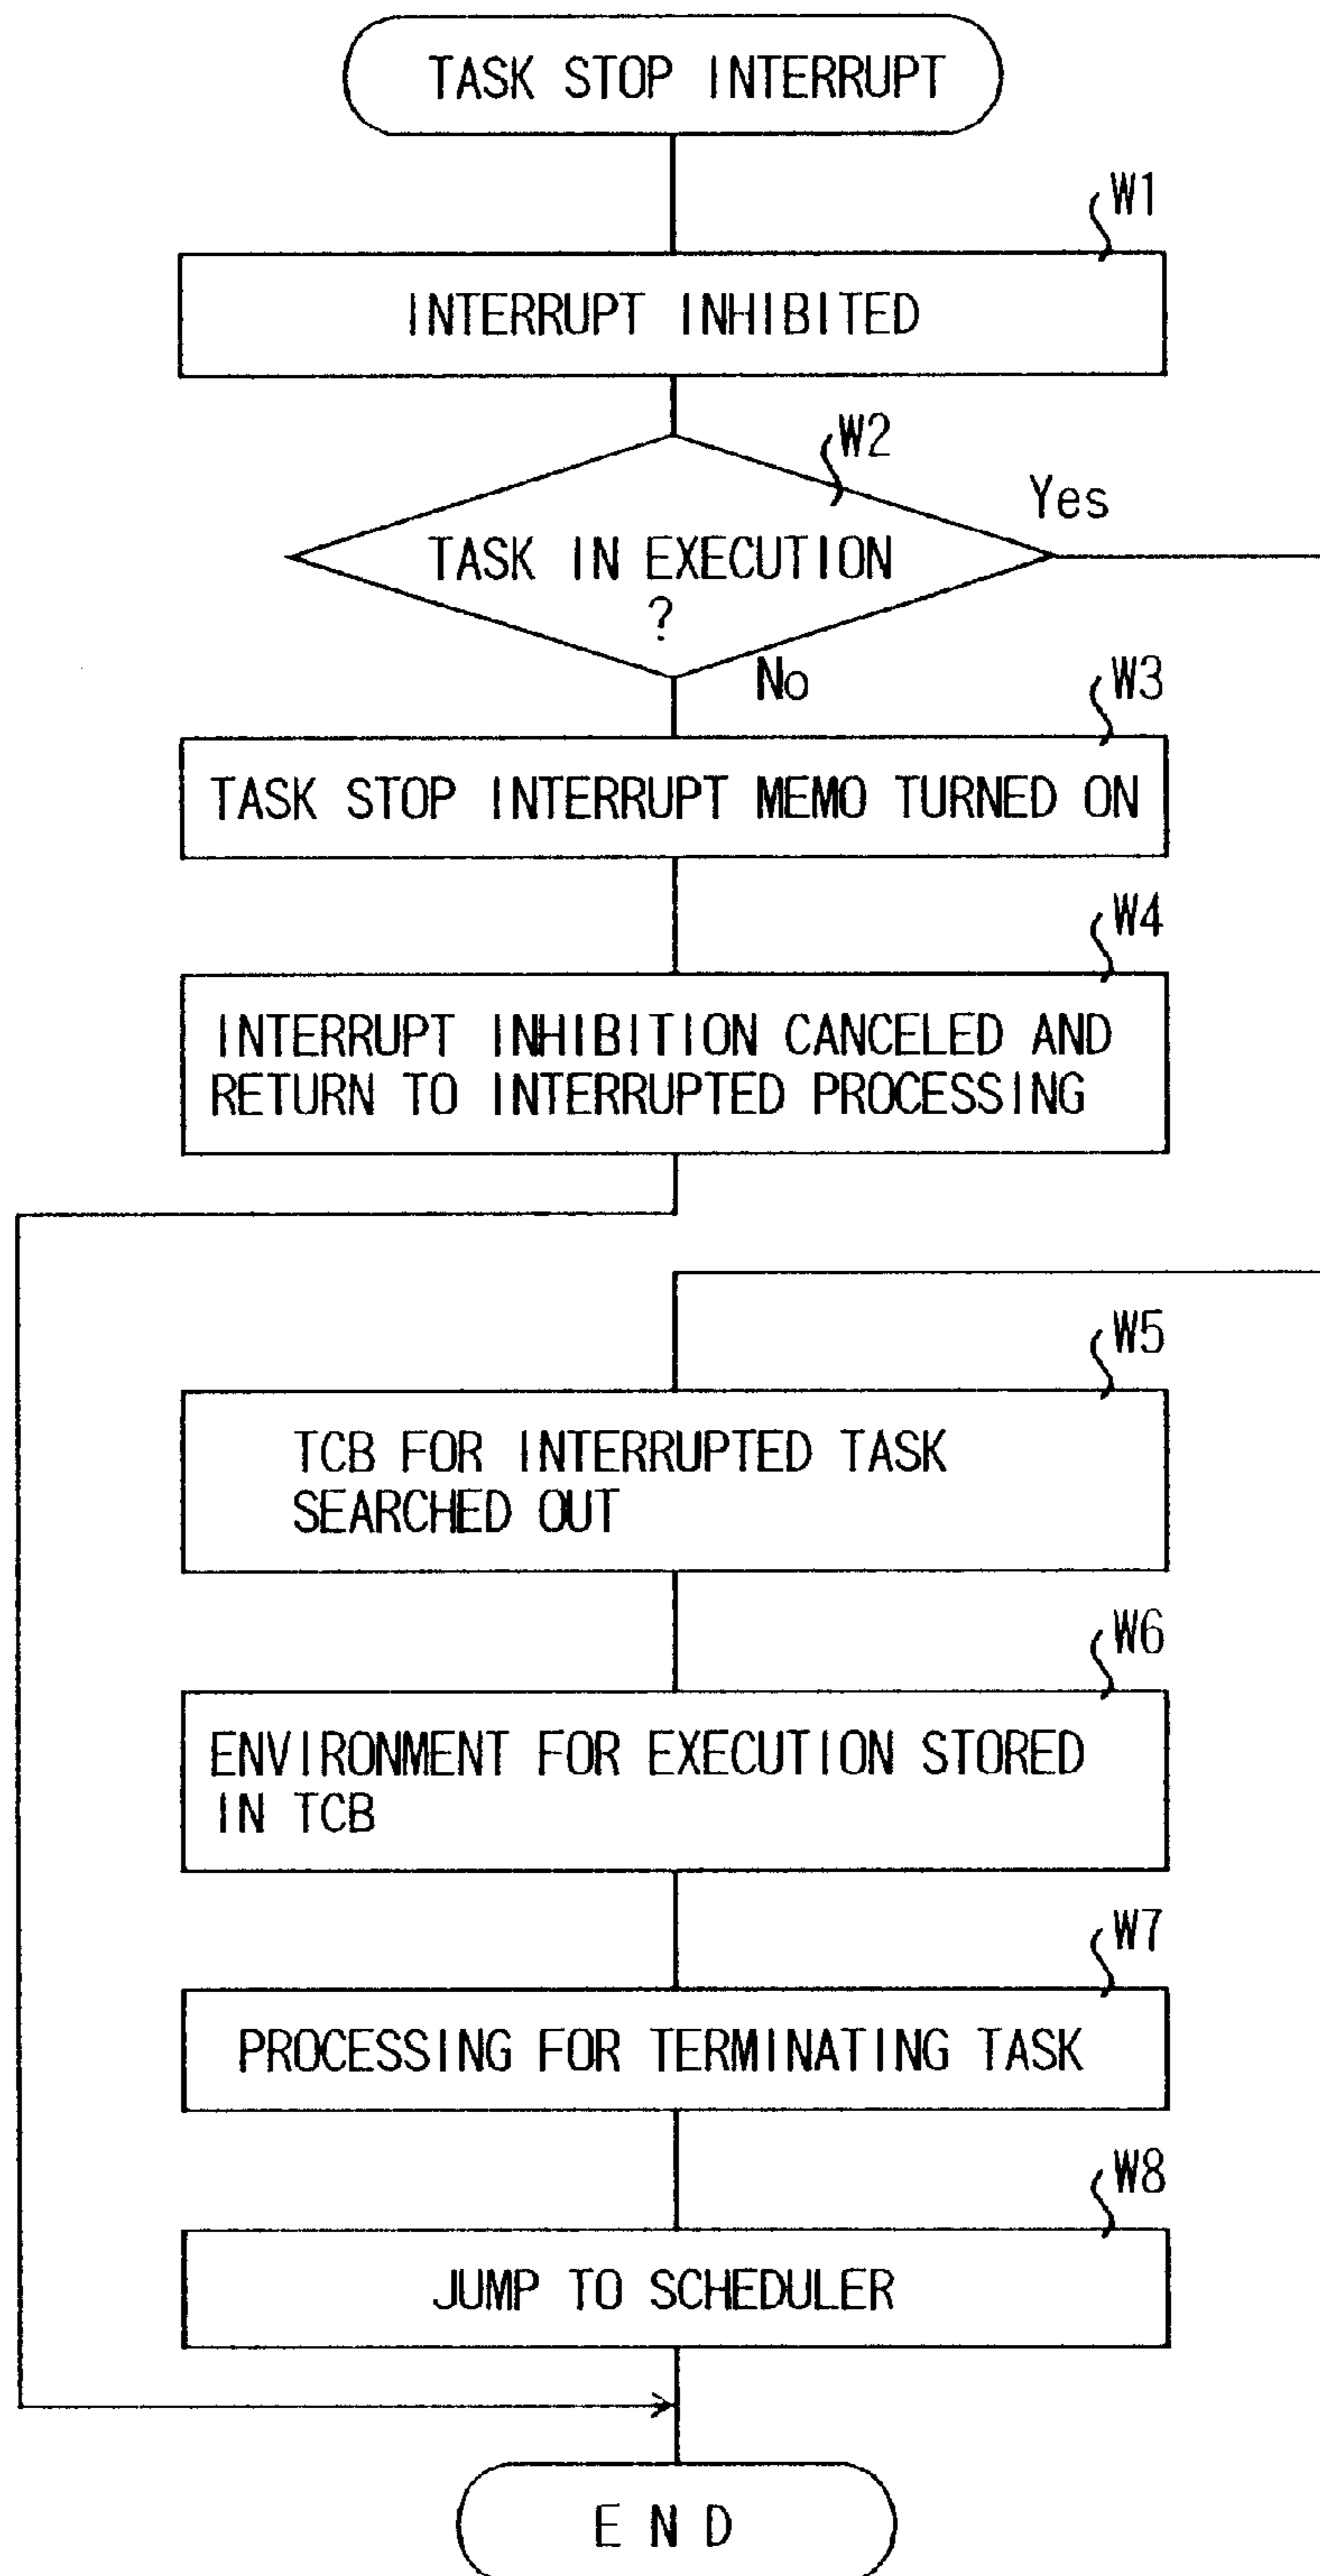 TASK STOP INTERRUPT
W1
INTERRUPT INHIBITED
W2
Yes
TASK IN EXECUTION
?
No
W3
TASK STOP INTERRUPT MEMO TURNED ON
W4
INTERRUPT INHIBITION CANCELED AND
RETURN TO INTERRUPTED PROCESSING
W5
TCB FOR INTERRUPTED TASK
SEARCHED OUT
W6
ENVIRONMENT FOR EXECUTION STORED
IN TCB
W7
PROCESSING FOR TERMINATING TASK
W8
JUMP TO SCHEDULER
END